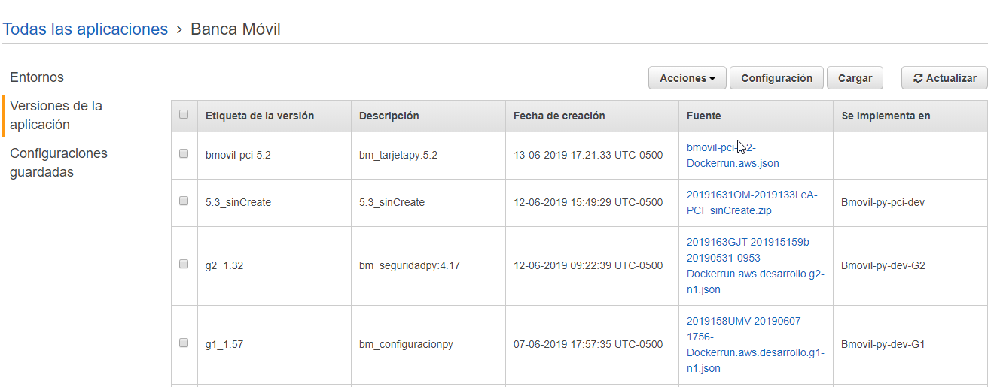 Todas las aplicaciones > Banca Móvil
Entornos
Versiones de la
aplicación
Configuraciones
guardadas
Acciones
Configuración
Cargar
Actualizar
Etiqueta de la versión
Descripción
Fecha de creación
Fuente
Se implementa en
bmovil-pci-5.2
bm_tarjetapy:5.2
13-06-2019 17:21:33 UTC-0500
bmovil-pci-5.2-
Dockerrun.aws.json
5.3_sinCreate
5.3_sinCreate
12-06-2019 15:49:29 UTC-0500
20191631OM-2019133LeA-
PCI_sinCreate.zip
Bmovil-py-pci-dev
g2_1.32
bm_seguridadpy:4.17
12-06-2019 09:22:39 UTC-0500
2019163GJT-201915159b-
20190531-0953-
Dockerrun.aws.desarrollo.g2-
n1.json
Bmovil-py-dev-G2
g1_1.57
bm_configuracionpy
07-06-2019 17:57:35 UTC-0500
2019158UMV-20190607-
1756-
Dockerrun.aws.desarrollo.g1-
n1.json
Bmovil-py-dev-G1